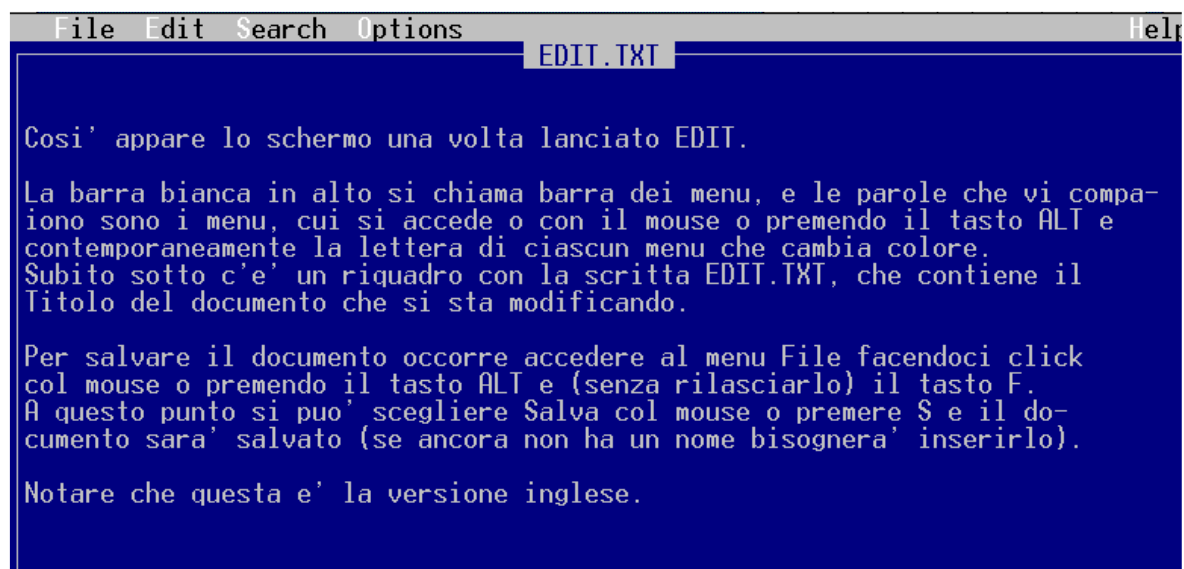 File Edit Search Options Help
EDIT.TXT
Cosi' appare lo schermo una volta lanciato EDIT.
La barra bianca in alto si chiama barra dei menu, e le parole che vi compa-
iono sono i menu, cui si accede o con il mouse o premendo il tasto ALT e
contemporaneamente la lettera di ciascun menu che cambia colore.
Subito sotto c'e' un riquadro con la scritta EDIT.TXT, che contiene il
Titolo del documento che si sta modificando.
Per salvare il documento occorre accedere al menu File facendoci click
col mouse o premendo il tasto ALT e (senza rilasciarlo) il tasto F.
A questo punto si puo' scegliere Salva col mouse o premere S e il do-
cumento sara' salvato (se ancora non ha un nome bisognera' inserirlo).
Notare che questa e' la versione inglese.